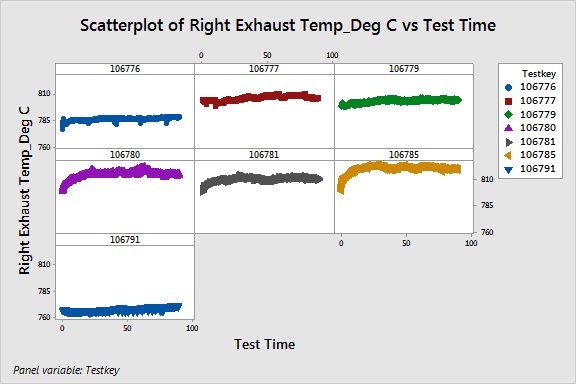 Scatterplot of Right Exhaust Temp_Deg C vs Test Time
0 50 100
106776 106777 106779
810
785
760
106780 106781 106785
810
785
760
0 50 100
106791
810
785
760
0 50 100
Right Exhaust Temp_Deg C
Test Time
Testkey
106776
106777
106779
106780
106781
106785
106791
Panel variable: Testkey